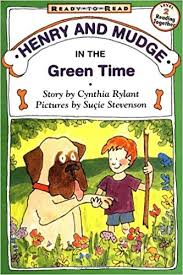 READY-TO-READ
LEVEL 2
Reading Together
HENRY AND MUDGE
IN THE
Green Time
Story by Cynthia Rylant
Pictures by Suçie Stevenson